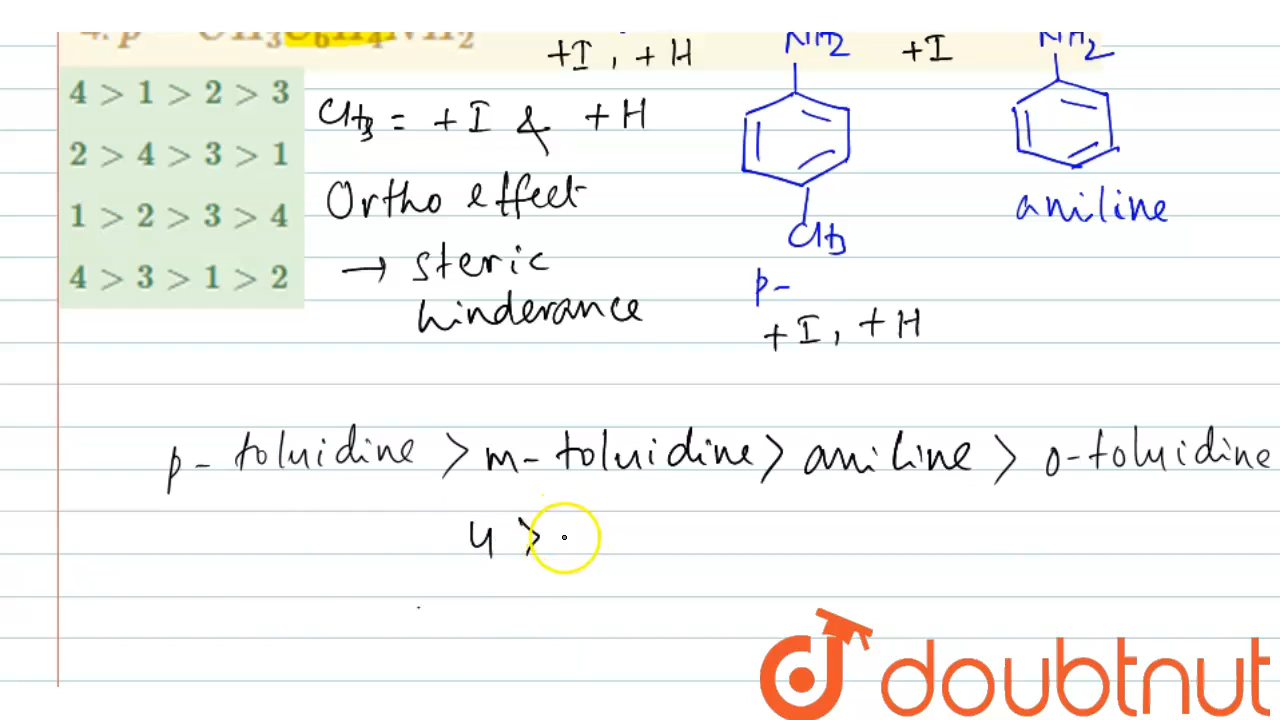 4. p - CH3C6H4NH2
+I, +H
NH2
+I
NH2
4 > 1 > 2 > 3
2 > 4 > 3 > 1
1 > 2 > 3 > 4
4 > 3 > 1 > 2
CH3 = +I & +H
Ortho effect
→ steric
hinderance
CH3
p-
+I, +H
aniline
p-toluidine > m-toluidine > aniline > o-toluidine
4 >
doubtnut